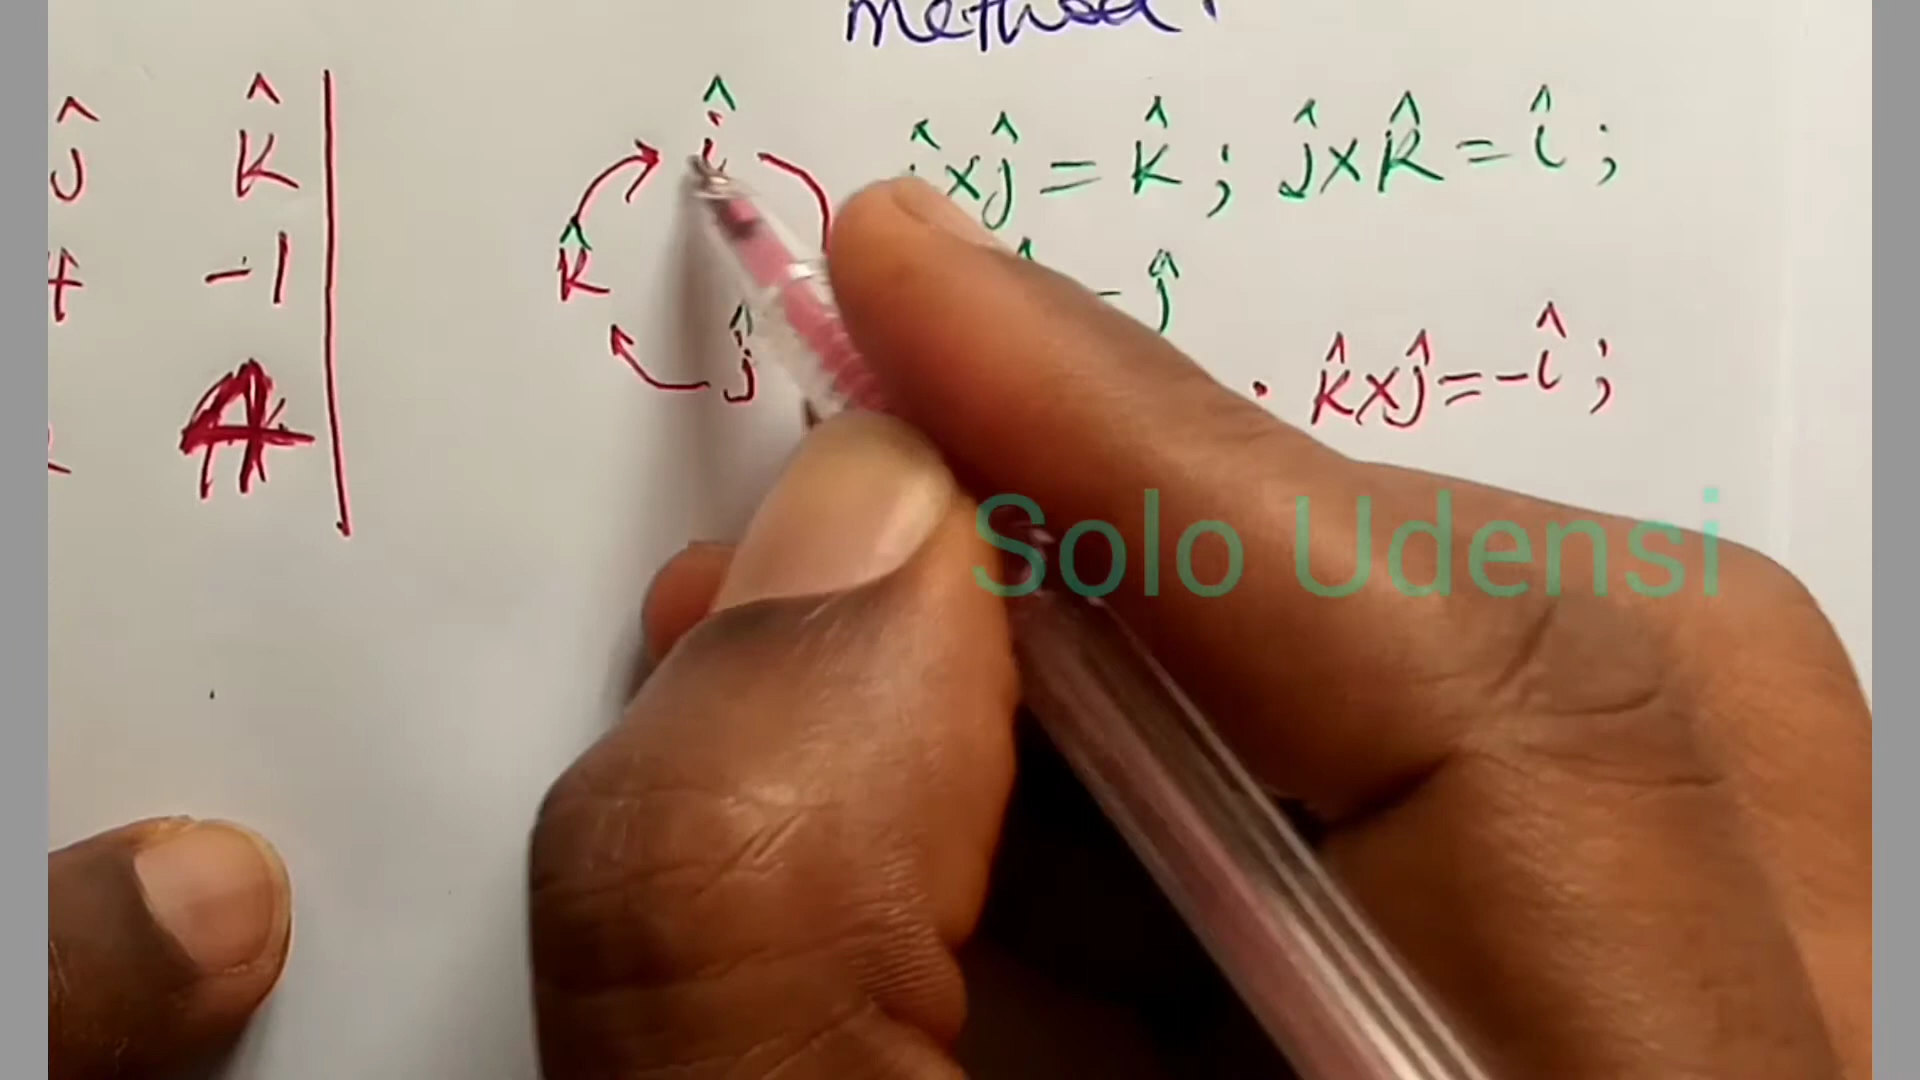 method
ĵ k̂
4 -1
î
k̂
ĵ
î x ĵ = k̂ ; ĵ x k̂ = î ;
= ĵ
k̂ x ĵ = -î ;
Solo Udensi